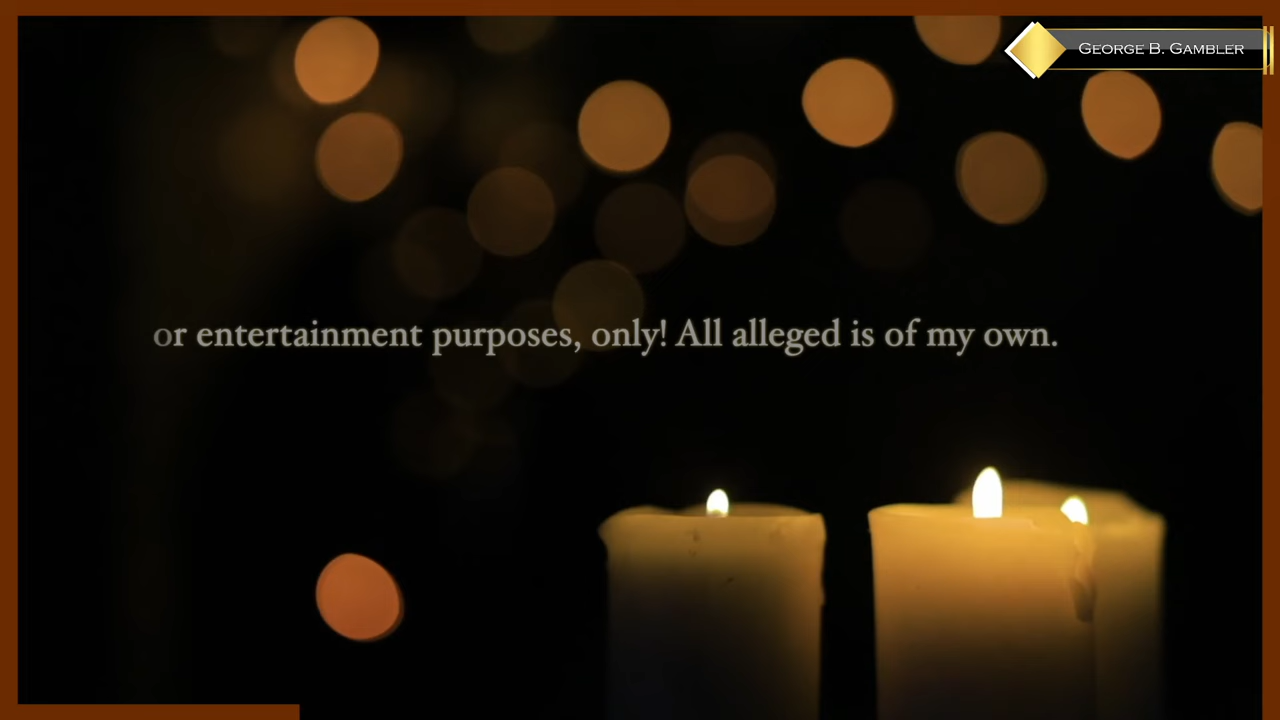 GEORGE B. GAMBLER
or entertainment purposes, only! All alleged is of my own.